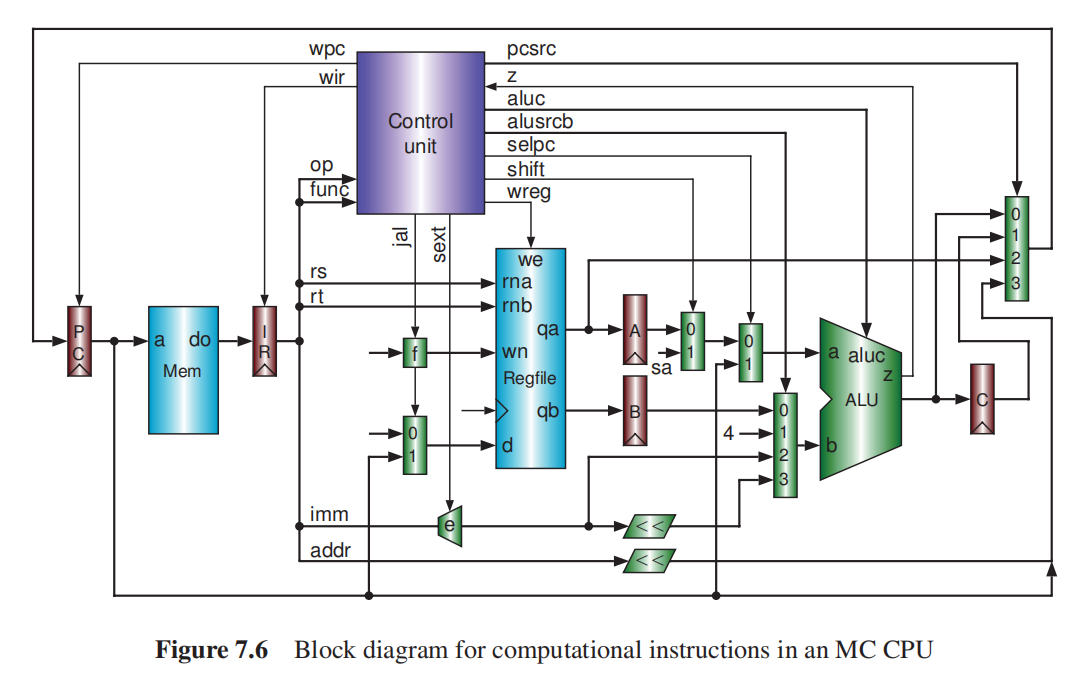 wpc
pcsrc
wir
z
aluc
Control
unit
alusrcb
selpc
op
shift
func
wreg
jal
sext
0
1
2
3
rs
we
rna
rt
rnb
P
C
a do
Mem
I
R
qa
A
0
1
sa
0
1
a aluc
z
f
wn
Regfile
ALU
C
qb
B
0
4
1
2
3
b
0
1
d
imm
e
<<
addr
<<
Figure 7.6 Block diagram for computational instructions in an MC CPU